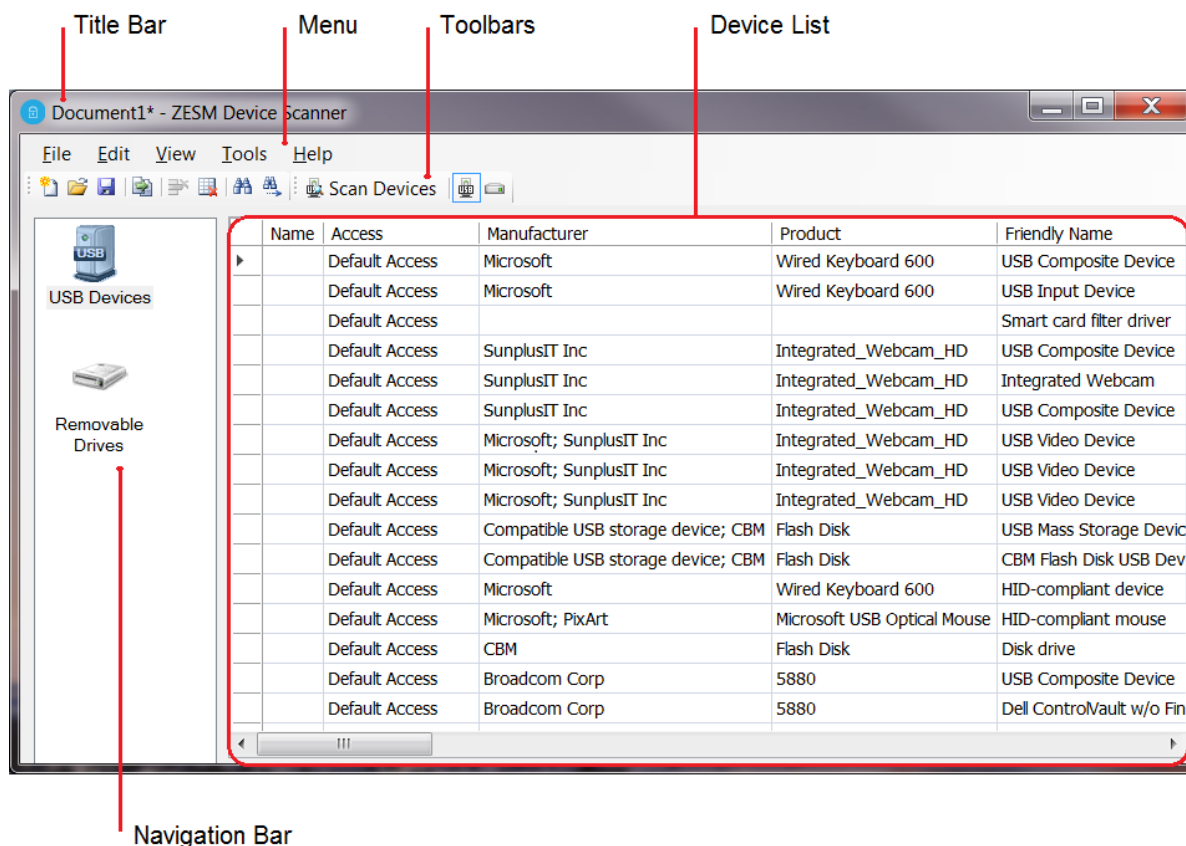 Title Bar Menu Toolbars Device List
Document1* - ZESM Device Scanner
File Edit View Tools Help
Scan Devices
USB
USB Devices
Removable
Drives
Name Access Manufacturer Product Friendly Name
Default Access Microsoft Wired Keyboard 600 USB Composite Device
Default Access Microsoft Wired Keyboard 600 USB Input Device
Default Access Smart card filter driver
Default Access SunplusIT Inc Integrated_Webcam_HD USB Composite Device
Default Access SunplusIT Inc Integrated_Webcam_HD Integrated Webcam
Default Access SunplusIT Inc Integrated_Webcam_HD USB Composite Device
Default Access Microsoft; SunplusIT Inc Integrated_Webcam_HD USB Video Device
Default Access Microsoft; SunplusIT Inc Integrated_Webcam_HD USB Video Device
Default Access Microsoft; SunplusIT Inc Integrated_Webcam_HD USB Video Device
Default Access Compatible USB storage device; CBM Flash Disk USB Mass Storage Devic
Default Access Compatible USB storage device; CBM Flash Disk CBM Flash Disk USB Dev
Default Access Microsoft Wired Keyboard 600 HID-compliant device
Default Access Microsoft; PixArt Microsoft USB Optical Mouse HID-compliant mouse
Default Access CBM Flash Disk Disk drive
Default Access Broadcom Corp 5880 USB Composite Device
Default Access Broadcom Corp 5880 Dell ControlVault w/o Fin
Navigation Bar